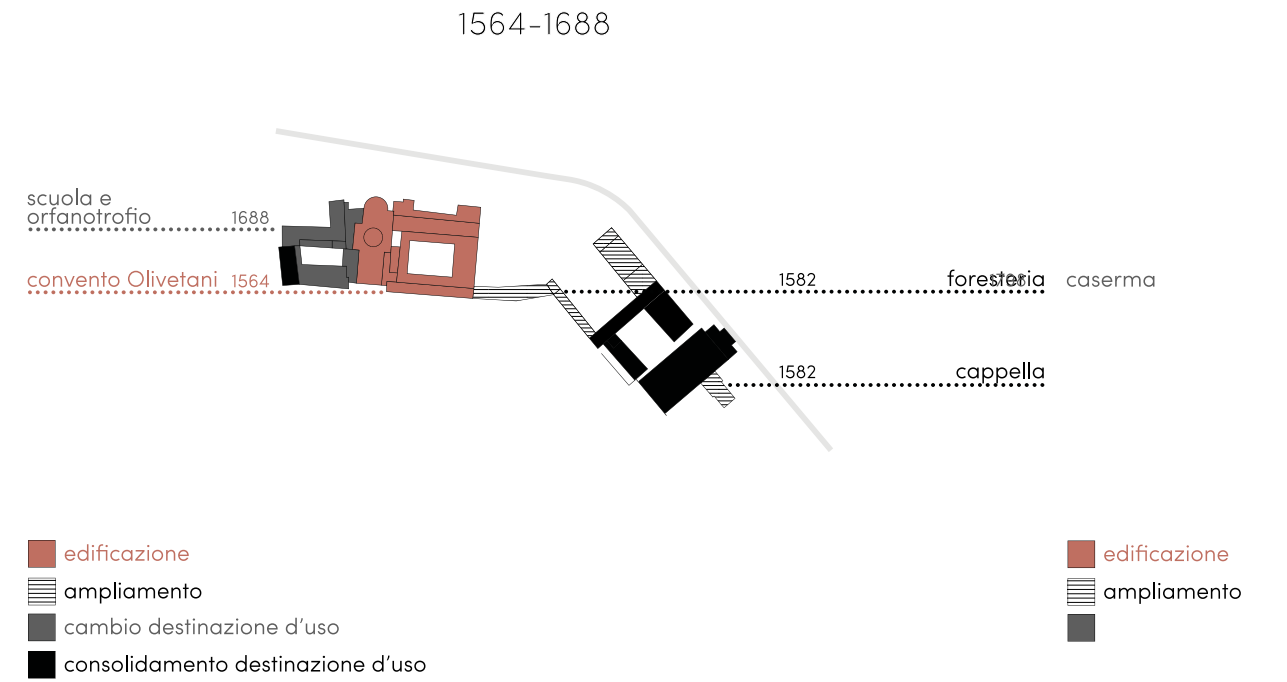 1564-1688
scuola e
orfanotrofio 1688
convento Olivetani 1564
1582 foresteria caserma
1582 cappella
edificazione
ampliamento
cambio destinazione d'uso
consolidamento destinazione d'uso
edificazione
ampliamento